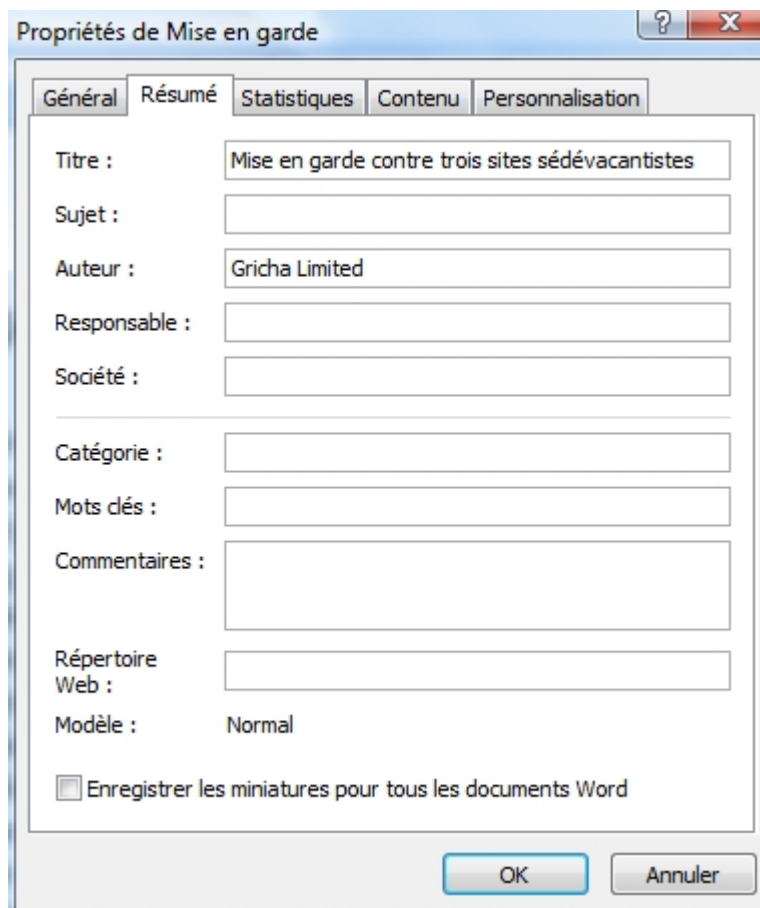 Propriétés de Mise en garde
Général Résumé Statistiques Contenu Personnalisation
Titre : Mise en garde contre trois sites sédévacantistes
Sujet :
Auteur : Gricha Limited
Responsable :
Société :
Catégorie :
Mots clés :
Commentaires :
Répertoire
Web :
Modèle : Normal
Enregistrer les miniatures pour tous les documents Word
OK Annuler